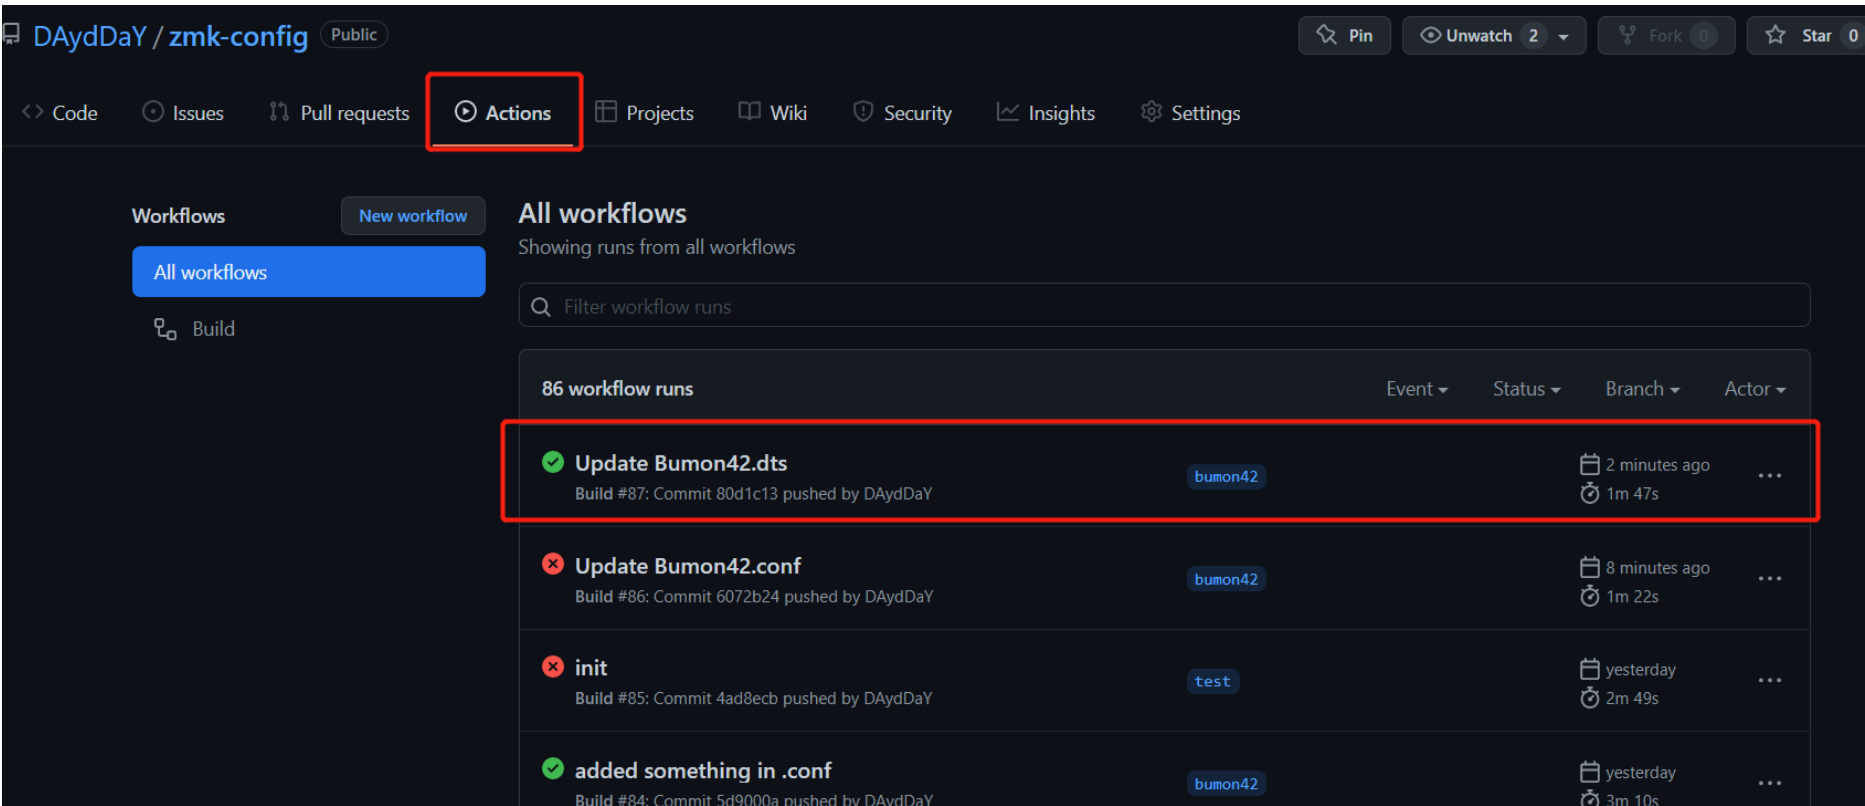 DAydDaY / zmk-config Public
Pin
Unwatch 2
Fork 0
Star 0
Code
Issues
Pull requests
Actions
Projects
Wiki
Security
Insights
Settings
Workflows
New workflow
All workflows
Build
All workflows
Showing runs from all workflows
Filter workflow runs
86 workflow runs
Event
Status
Branch
Actor
Update Bumon42.dts
Build #87: Commit 80d1c13 pushed by DAydDaY
bumon42
2 minutes ago
1m 47s
Update Bumon42.conf
Build #86: Commit 6072b24 pushed by DAydDaY
bumon42
8 minutes ago
1m 22s
init
Build #85: Commit 4ad8ecb pushed by DAydDaY
test
yesterday
2m 49s
added something in .conf
Build #84: Commit 5d9000a pushed by DAydDaY
bumon42
yesterday
3m 10s